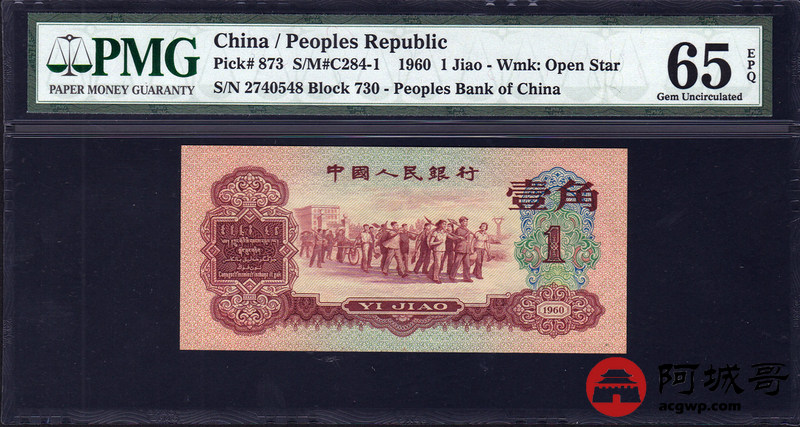 PMG
PAPER MONEY GUARANTY
China / Peoples Republic
Pick# 873 S/M#C284-1 1960 1 Jiao - Wmk: Open Star
S/N 2740548 Block 730 - Peoples Bank of China
65
EPQ
Gem Uncirculated
中國人民銀行
壹角
1
YI JIAO
1960
阿城哥
acgwp.com